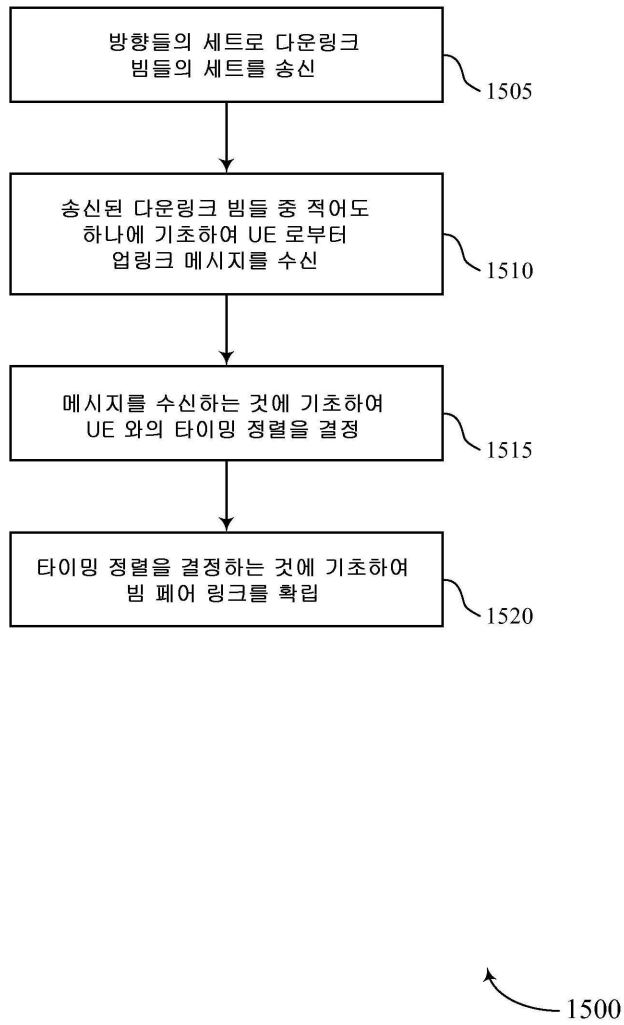 방향들의 세트로 다운링크
빔들의 세트를 송신
1505
송신된 다운링크 빔들 중 적어도
하나에 기초하여 UE 로부터
업링크 메시지를 수신
1510
메시지를 수신하는 것에 기초하여
UE 와의 타이밍 정렬을 결정
1515
타이밍 정렬을 결정하는 것에 기초하여
빔 페어 링크를 확립
1520
1500